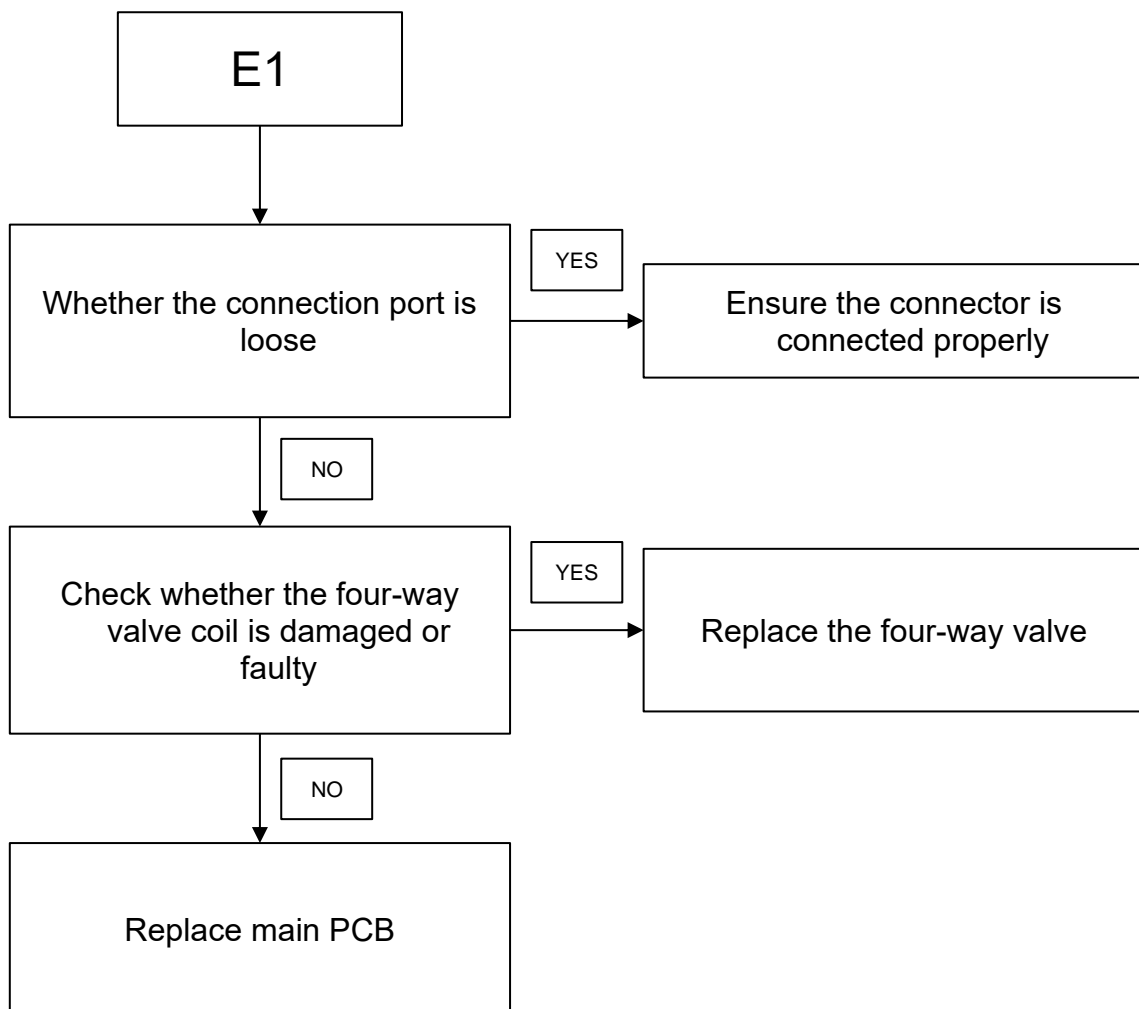 E1
Whether the connection port is
loose
YES
Ensure the connector is
connected properly
NO
Check whether the four-way
valve coil is damaged or
faulty
YES
Replace the four-way valve
NO
Replace main PCB